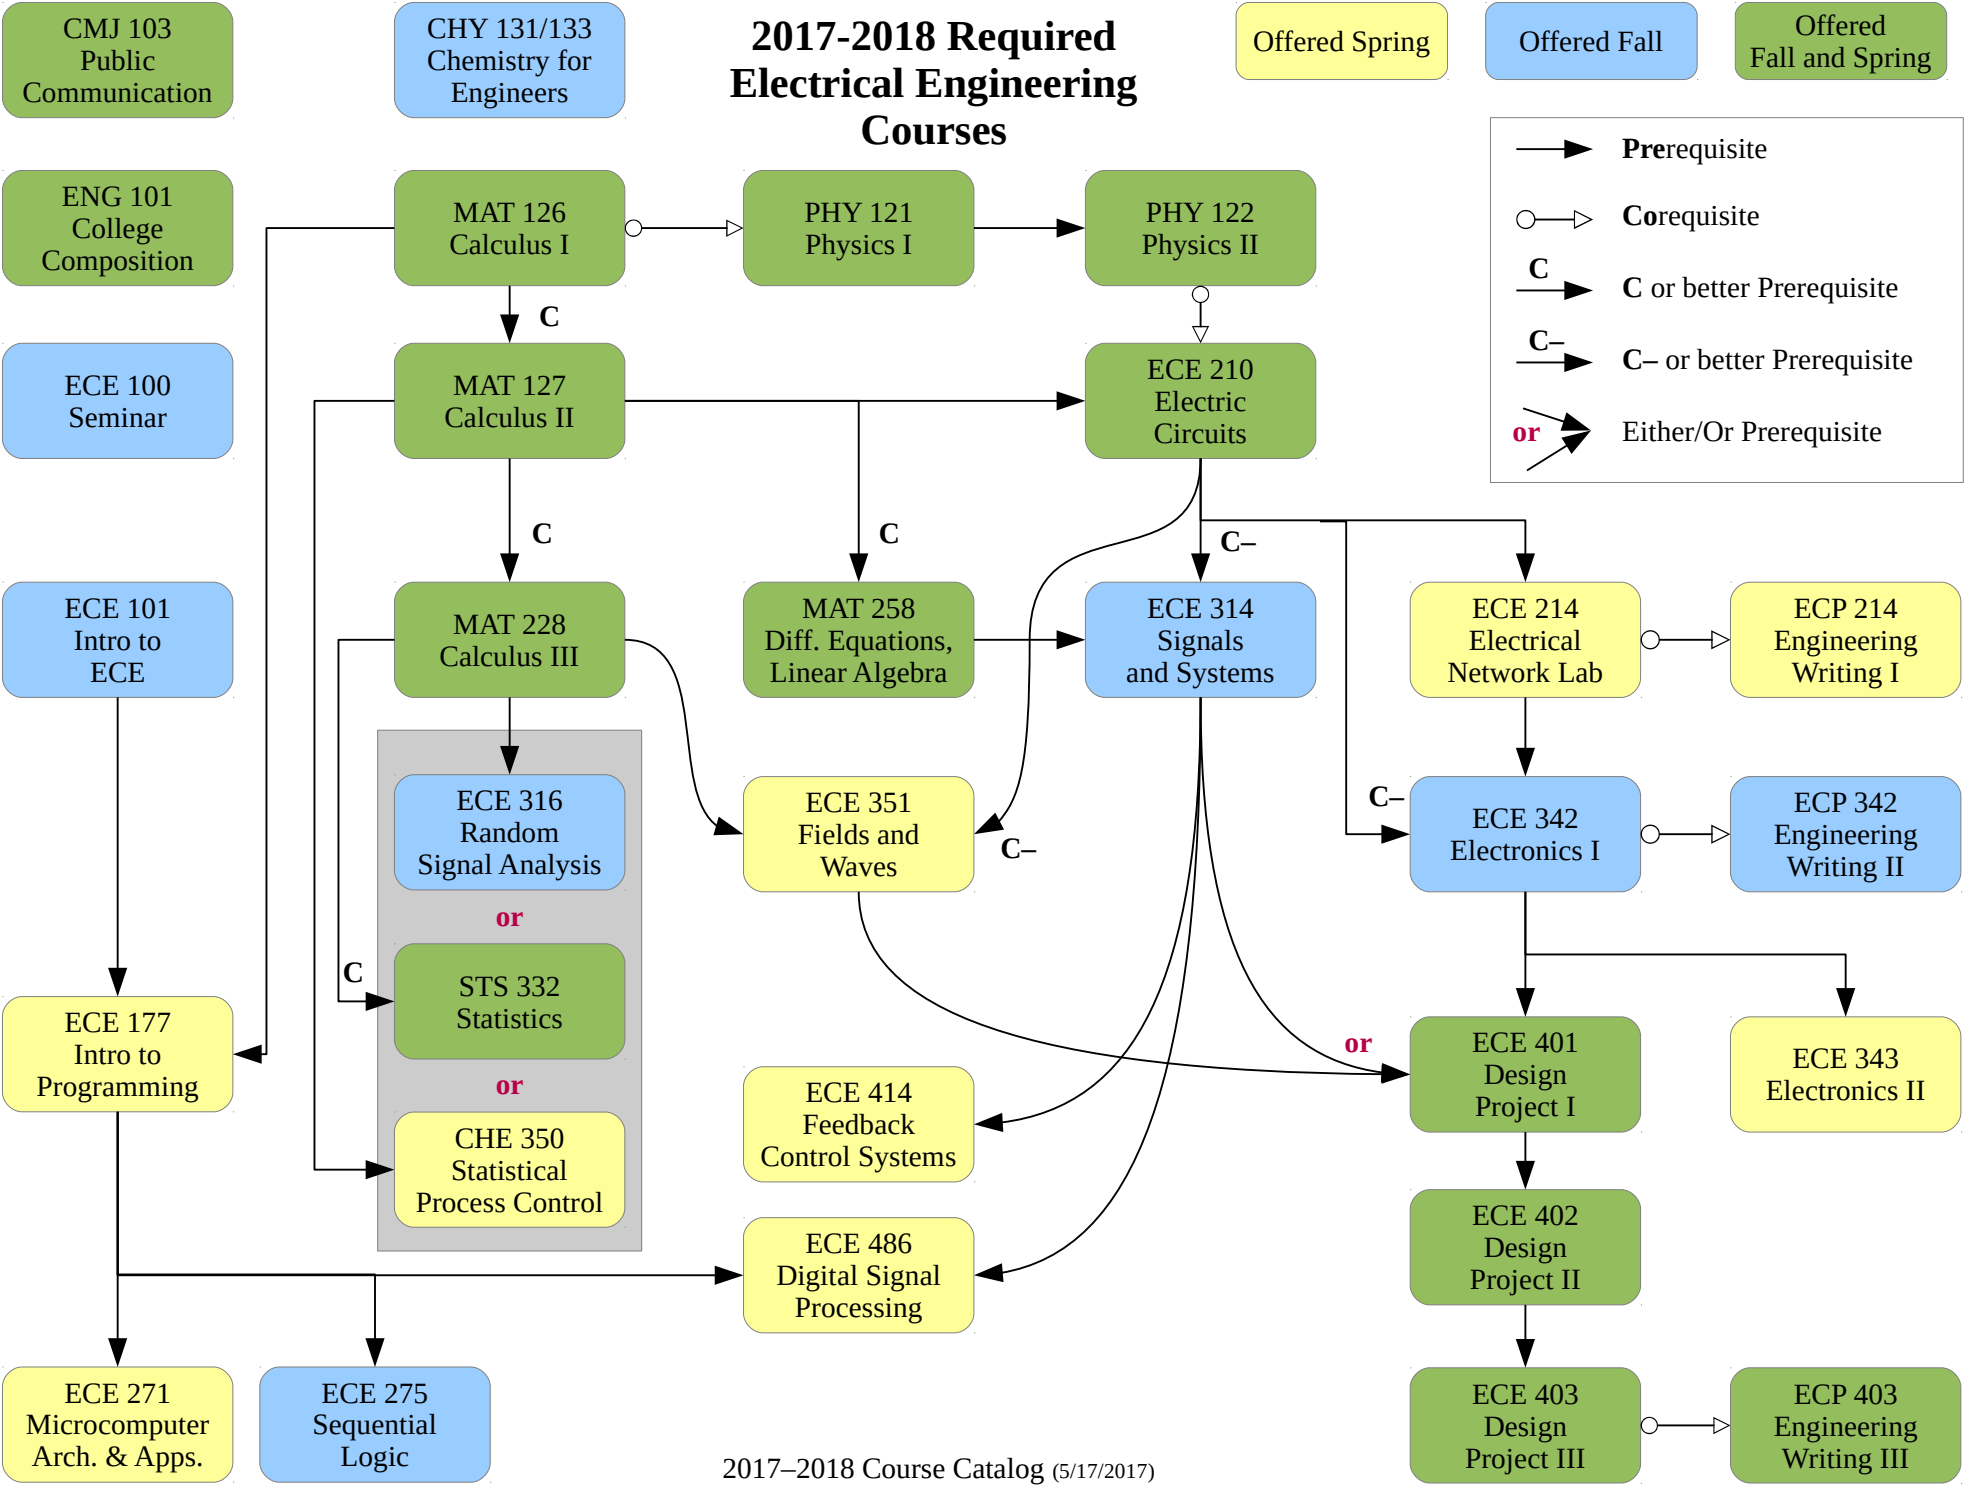 CMJ 103
Public
Communication
CHY 131/133
Chemistry for
Engineers
2017-2018 Required
Electrical Engineering
Courses
Offered Spring
Offered Fall
Offered
Fall and Spring
Prerequisite
Corequisite
C
C or better Prerequisite
C–
C– or better Prerequisite
or
Either/Or Prerequisite
ENG 101
College
Composition
MAT 126
Calculus I
PHY 121
Physics I
PHY 122
Physics II
C
ECE 100
Seminar
MAT 127
Calculus II
ECE 210
Electric
Circuits
C
C
C–
ECE 101
Intro to
ECE
MAT 228
Calculus III
MAT 258
Diff. Equations,
Linear Algebra
ECE 314
Signals
and Systems
ECE 214
Electrical
Network Lab
ECP 214
Engineering
Writing I
ECE 316
Random
Signal Analysis
ECE 351
Fields and
Waves
C–
C–
ECE 342
Electronics I
ECP 342
Engineering
Writing II
or
C
STS 332
Statistics
ECE 177
Intro to
Programming
or
ECE 414
Feedback
Control Systems
or
ECE 401
Design
Project I
ECE 343
Electronics II
CHE 350
Statistical
Process Control
ECE 486
Digital Signal
Processing
ECE 402
Design
Project II
ECE 271
Microcomputer
Arch. & Apps.
ECE 275
Sequential
Logic
ECE 403
Design
Project III
ECP 403
Engineering
Writing III
2017–2018 Course Catalog (5/17/2017)